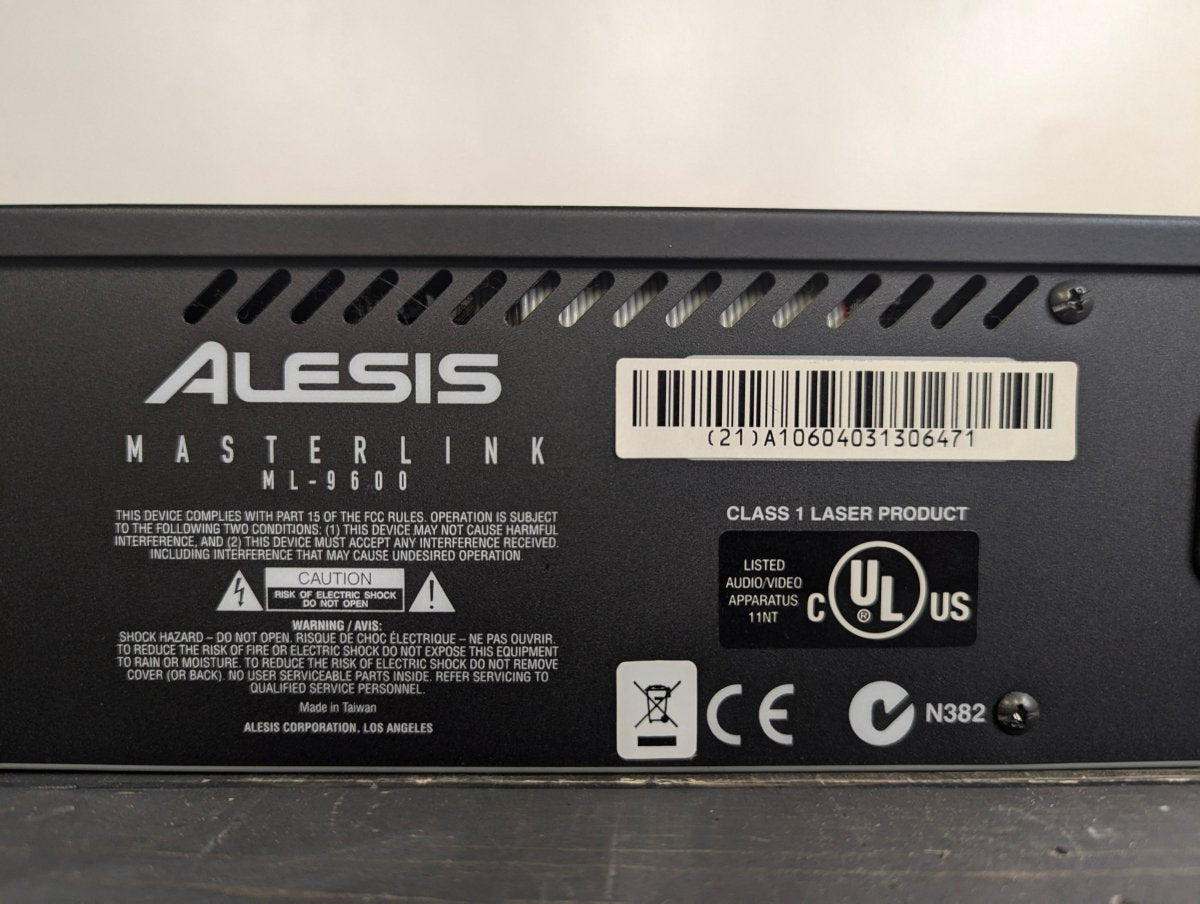 ALESIS
MASTERLINK
ML-9600
THIS DEVICE COMPLIES WITH PART 15 OF THE FCC RULES. OPERATION IS SUBJECT
TO THE FOLLOWING TWO CONDITIONS: (1) THIS DEVICE MAY NOT CAUSE HARMFUL
INTERFERENCE, AND (2) THIS DEVICE MUST ACCEPT ANY INTERFERENCE RECEIVED.
INCLUDING INTERFERENCE THAT MAY CAUSE UNDESIRED OPERATION.
CAUTION
RISK OF ELECTRIC SHOCK
DO NOT OPEN
WARNING / AVIS:
SHOCK HAZARD – DO NOT OPEN. RISQUE DE CHOC ÉLECTRIQUE – NE PAS OUVRIR.
TO REDUCE THE RISK OF FIRE OR ELECTRIC SHOCK DO NOT EXPOSE THIS EQUIPMENT
TO RAIN OR MOISTURE. TO REDUCE THE RISK OF ELECTRIC SHOCK DO NOT REMOVE
COVER (OR BACK). NO USER SERVICEABLE PARTS INSIDE. REFER SERVICING TO
QUALIFIED SERVICE PERSONNEL.
Made in Taiwan
ALESIS CORPORATION, LOS ANGELES
(21)A10604031306471
CLASS 1 LASER PRODUCT
LISTED
AUDIO/VIDEO
APPARATUS
11NT
C UL ® US
CE
N382